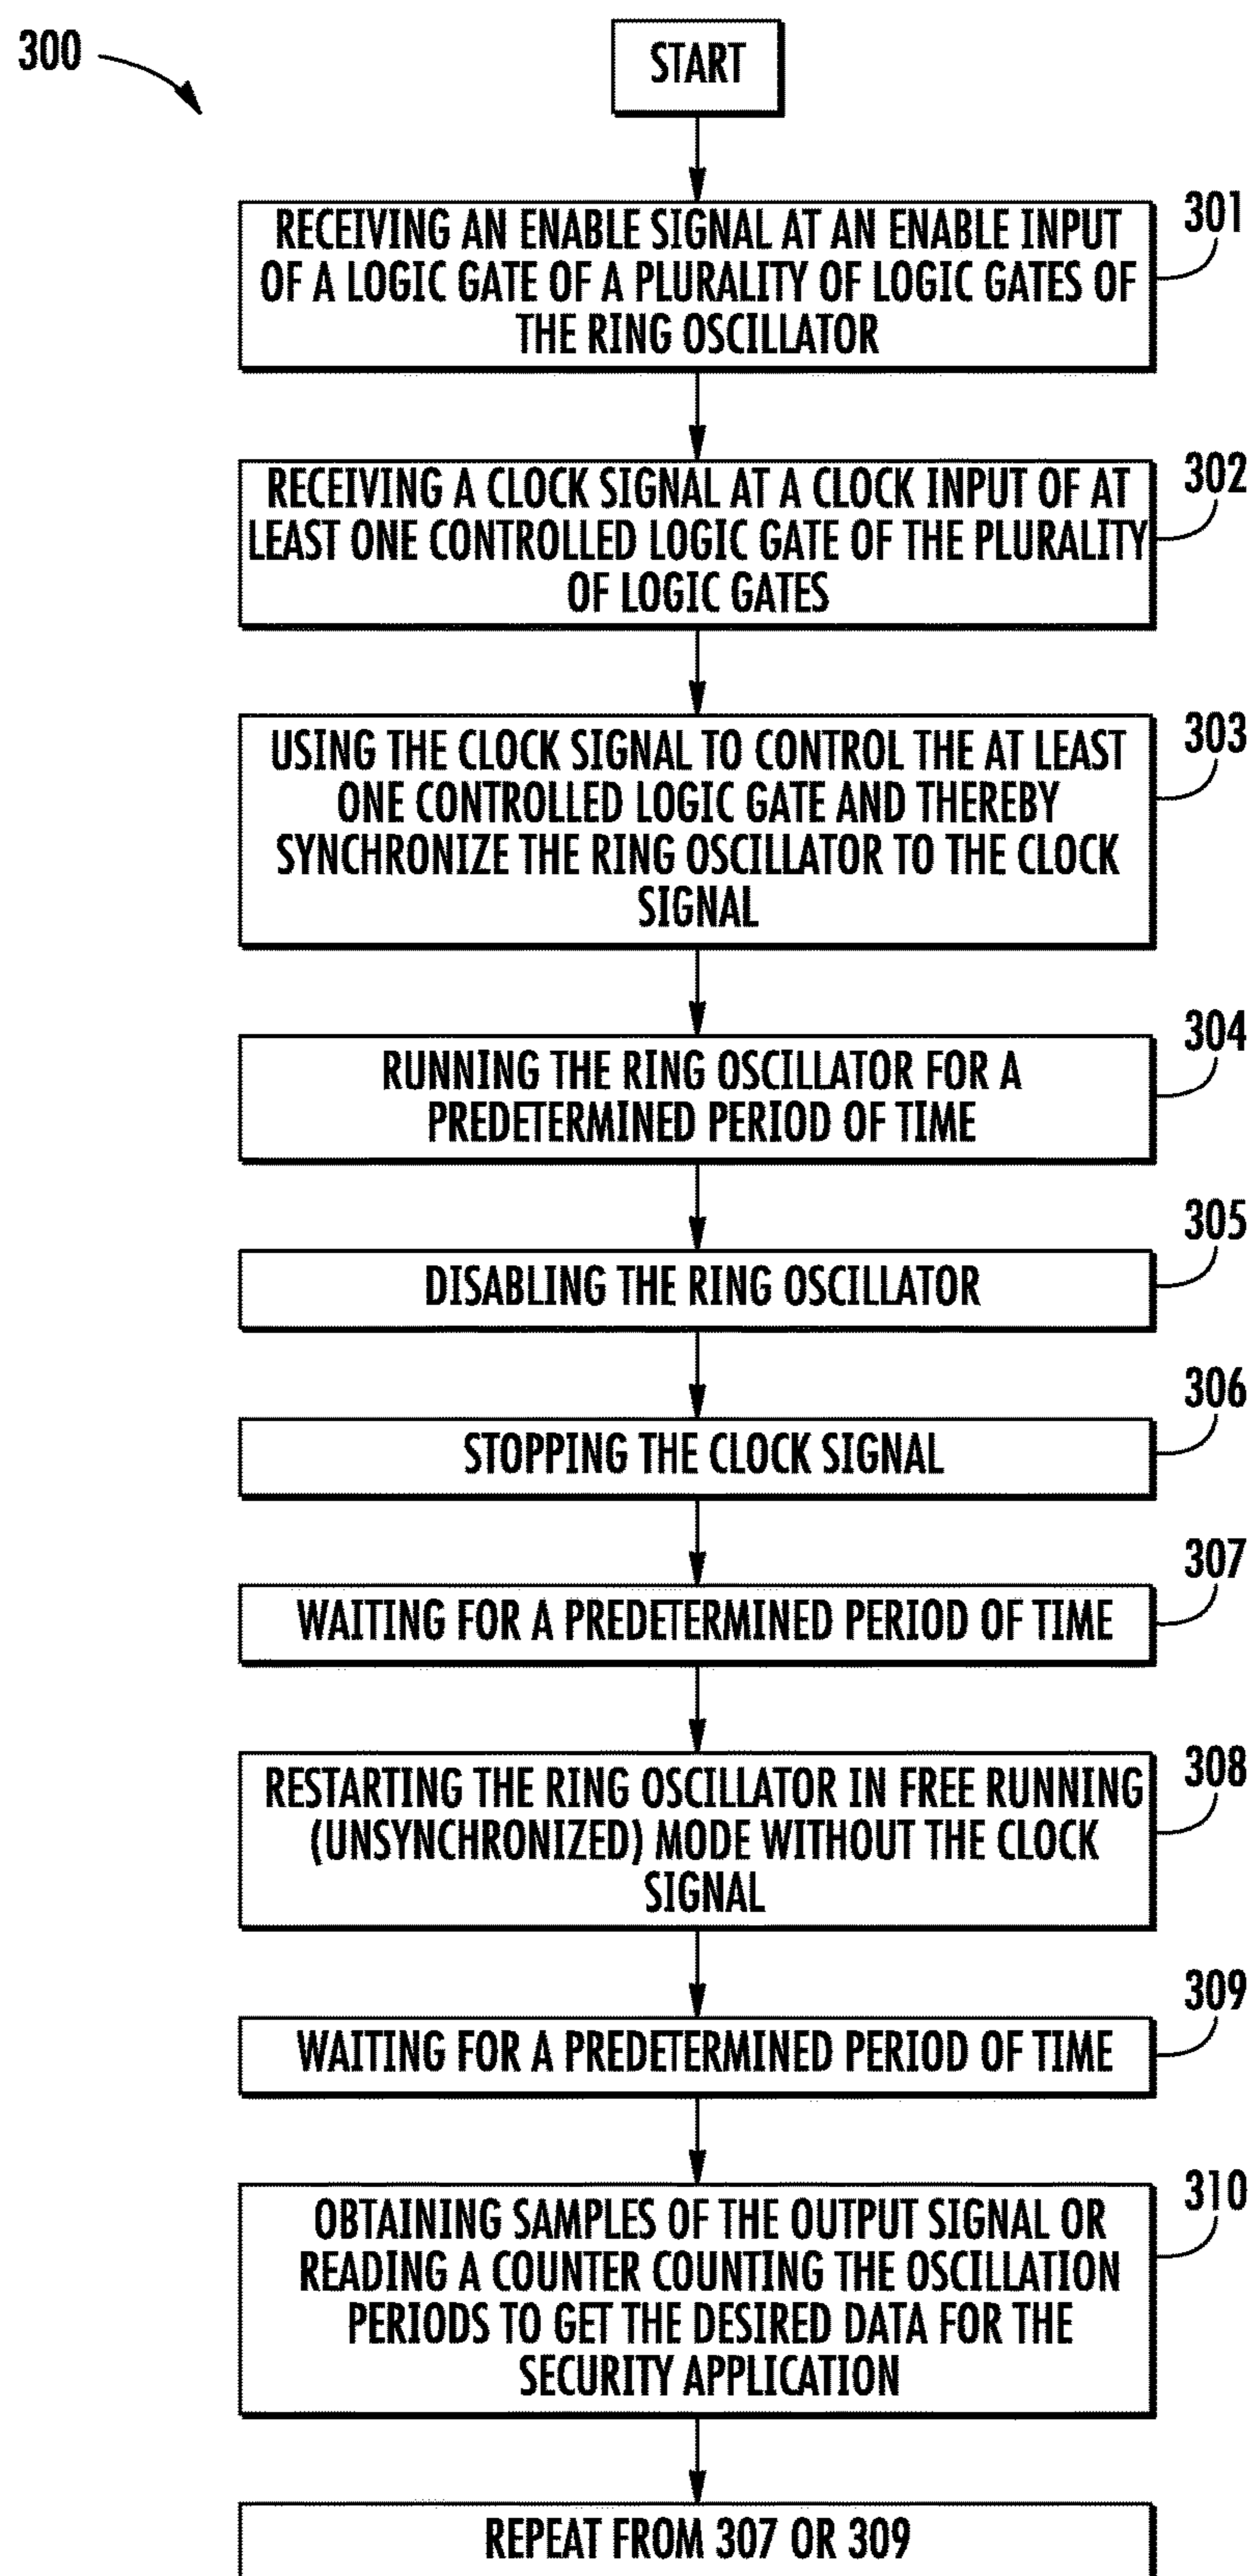 300
START
301
RECEIVING AN ENABLE SIGNAL AT AN ENABLE INPUT
OF A LOGIC GATE OF A PLURALITY OF LOGIC GATES OF
THE RING OSCILLATOR
302
RECEIVING A CLOCK SIGNAL AT A CLOCK INPUT OF AT
LEAST ONE CONTROLLED LOGIC GATE OF THE PLURALITY
OF LOGIC GATES
303
USING THE CLOCK SIGNAL TO CONTROL THE AT LEAST
ONE CONTROLLED LOGIC GATE AND THEREBY
SYNCHRONIZE THE RING OSCILLATOR TO THE CLOCK
SIGNAL
304
RUNNING THE RING OSCILLATOR FOR A
PREDETERMINED PERIOD OF TIME
305
DISABLING THE RING OSCILLATOR
306
STOPPING THE CLOCK SIGNAL
307
WAITING FOR A PREDETERMINED PERIOD OF TIME
308
RESTARTING THE RING OSCILLATOR IN FREE RUNNING
(UNSYNCHRONIZED) MODE WITHOUT THE CLOCK
SIGNAL
309
WAITING FOR A PREDETERMINED PERIOD OF TIME
310
OBTAINING SAMPLES OF THE OUTPUT SIGNAL OR
READING A COUNTER COUNTING THE OSCILLATION
PERIODS TO GET THE DESIRED DATA FOR THE
SECURITY APPLICATION
REPEAT FROM 307 OR 309